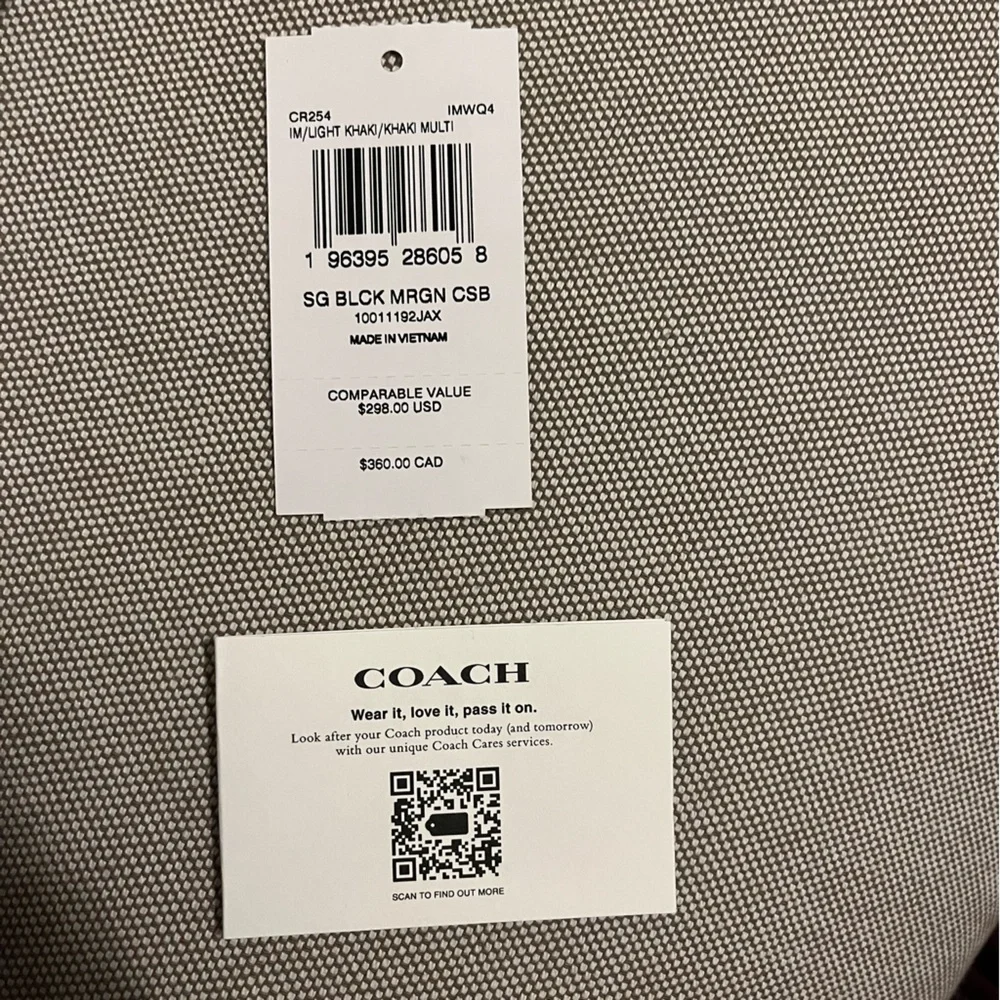 CR254 IMWQ4
IM/LIGHT KHAKI/KHAKI MULTI
1 96395 28605 8
SG BLCK MRGN CSB
10011192JAX
MADE IN VIETNAM
COMPARABLE VALUE
$298.00 USD
$360.00 CAD
COACH
Wear it, love it, pass it on.
Look after your Coach product today (and tomorrow)
with our unique Coach Cares services.
SCAN TO FIND OUT MORE